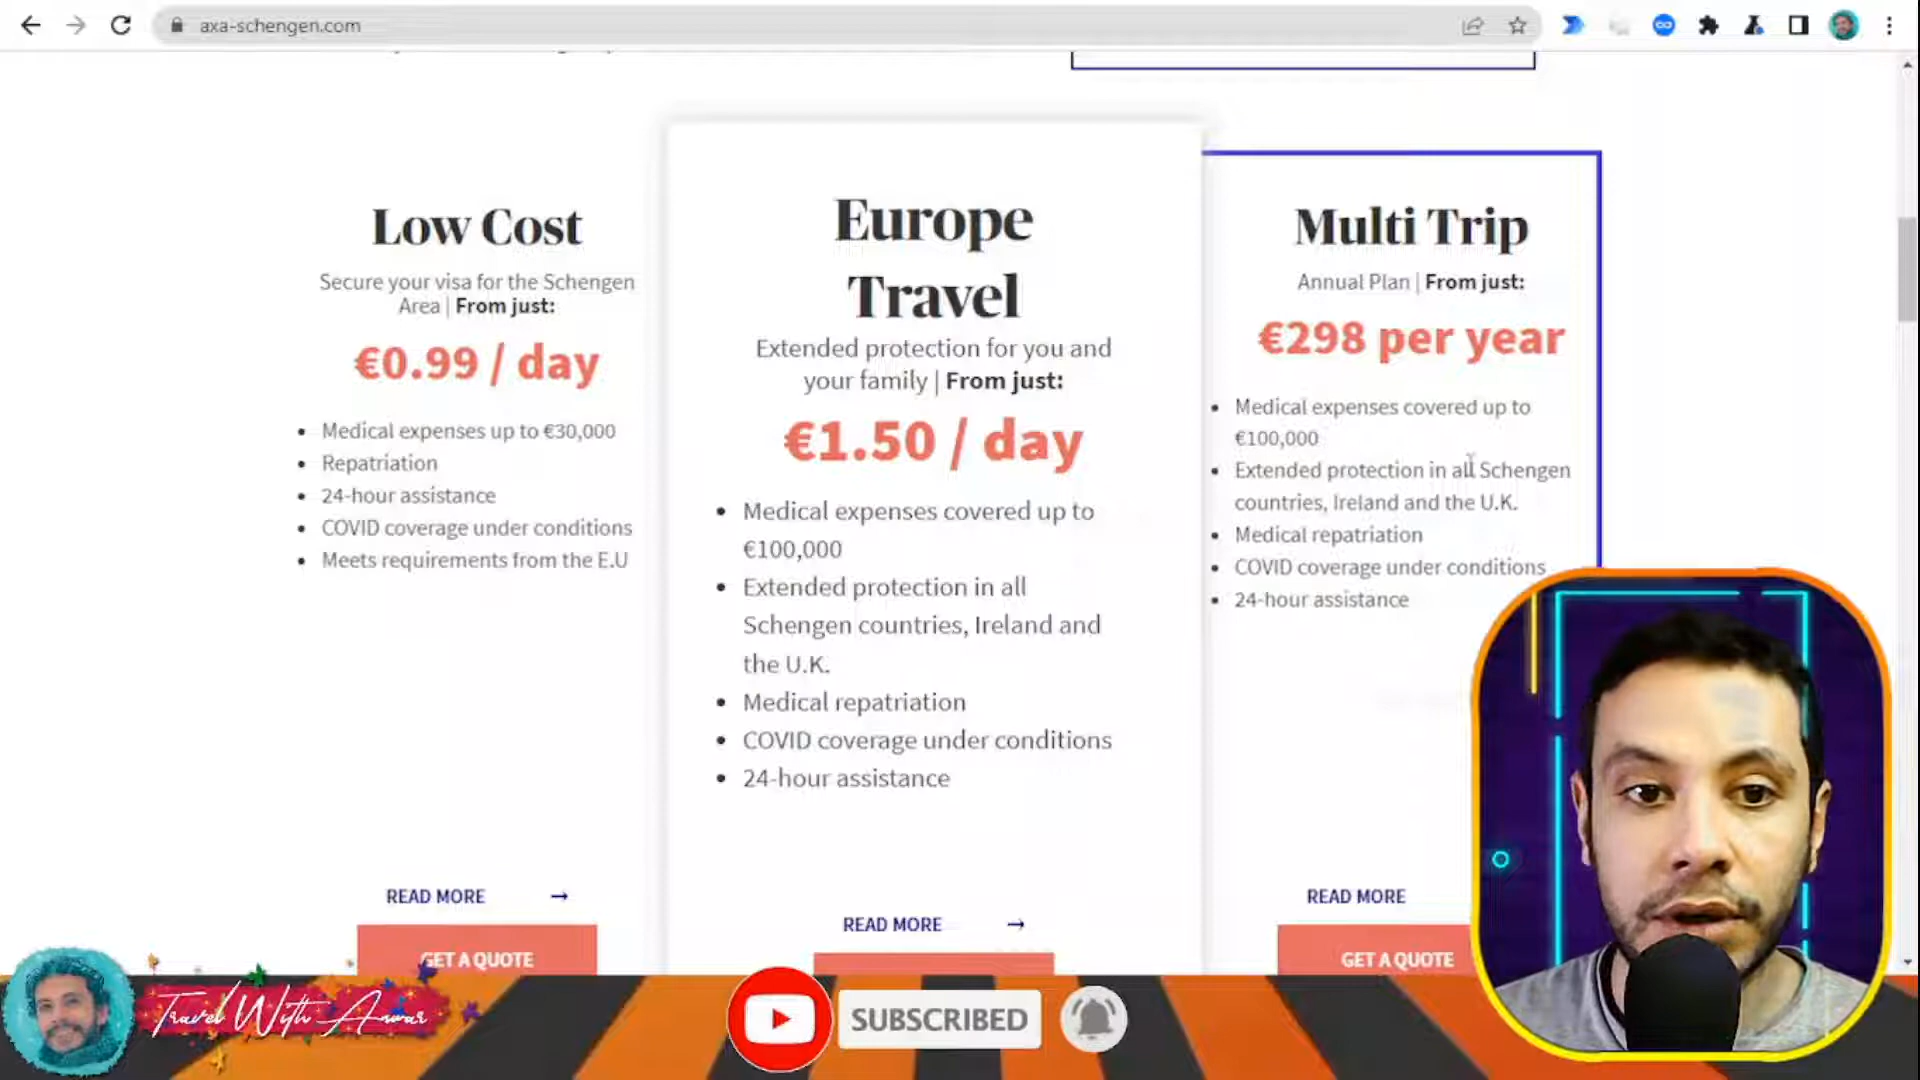 axa-schengen.com
Low Cost
Secure your visa for the Schengen
Area | From just:
€0.99 / day
Medical expenses up to €30,000
Repatriation
24-hour assistance
COVID coverage under conditions
Meets requirements from the E.U
READ MORE →
GET A QUOTE
Europe
Travel
Extended protection for you and
your family | From just:
€1.50 / day
Medical expenses covered up to
€100,000
Extended protection in all
Schengen countries, Ireland and
the U.K.
Medical repatriation
COVID coverage under conditions
24-hour assistance
READ MORE →
Multi Trip
Annual Plan | From just:
€298 per year
Medical expenses covered up to
€100,000
Extended protection in all Schengen
countries, Ireland and the U.K.
Medical repatriation
COVID coverage under conditions
24-hour assistance
READ MORE
GET A QUOTE
Travel With Anwar
SUBSCRIBED